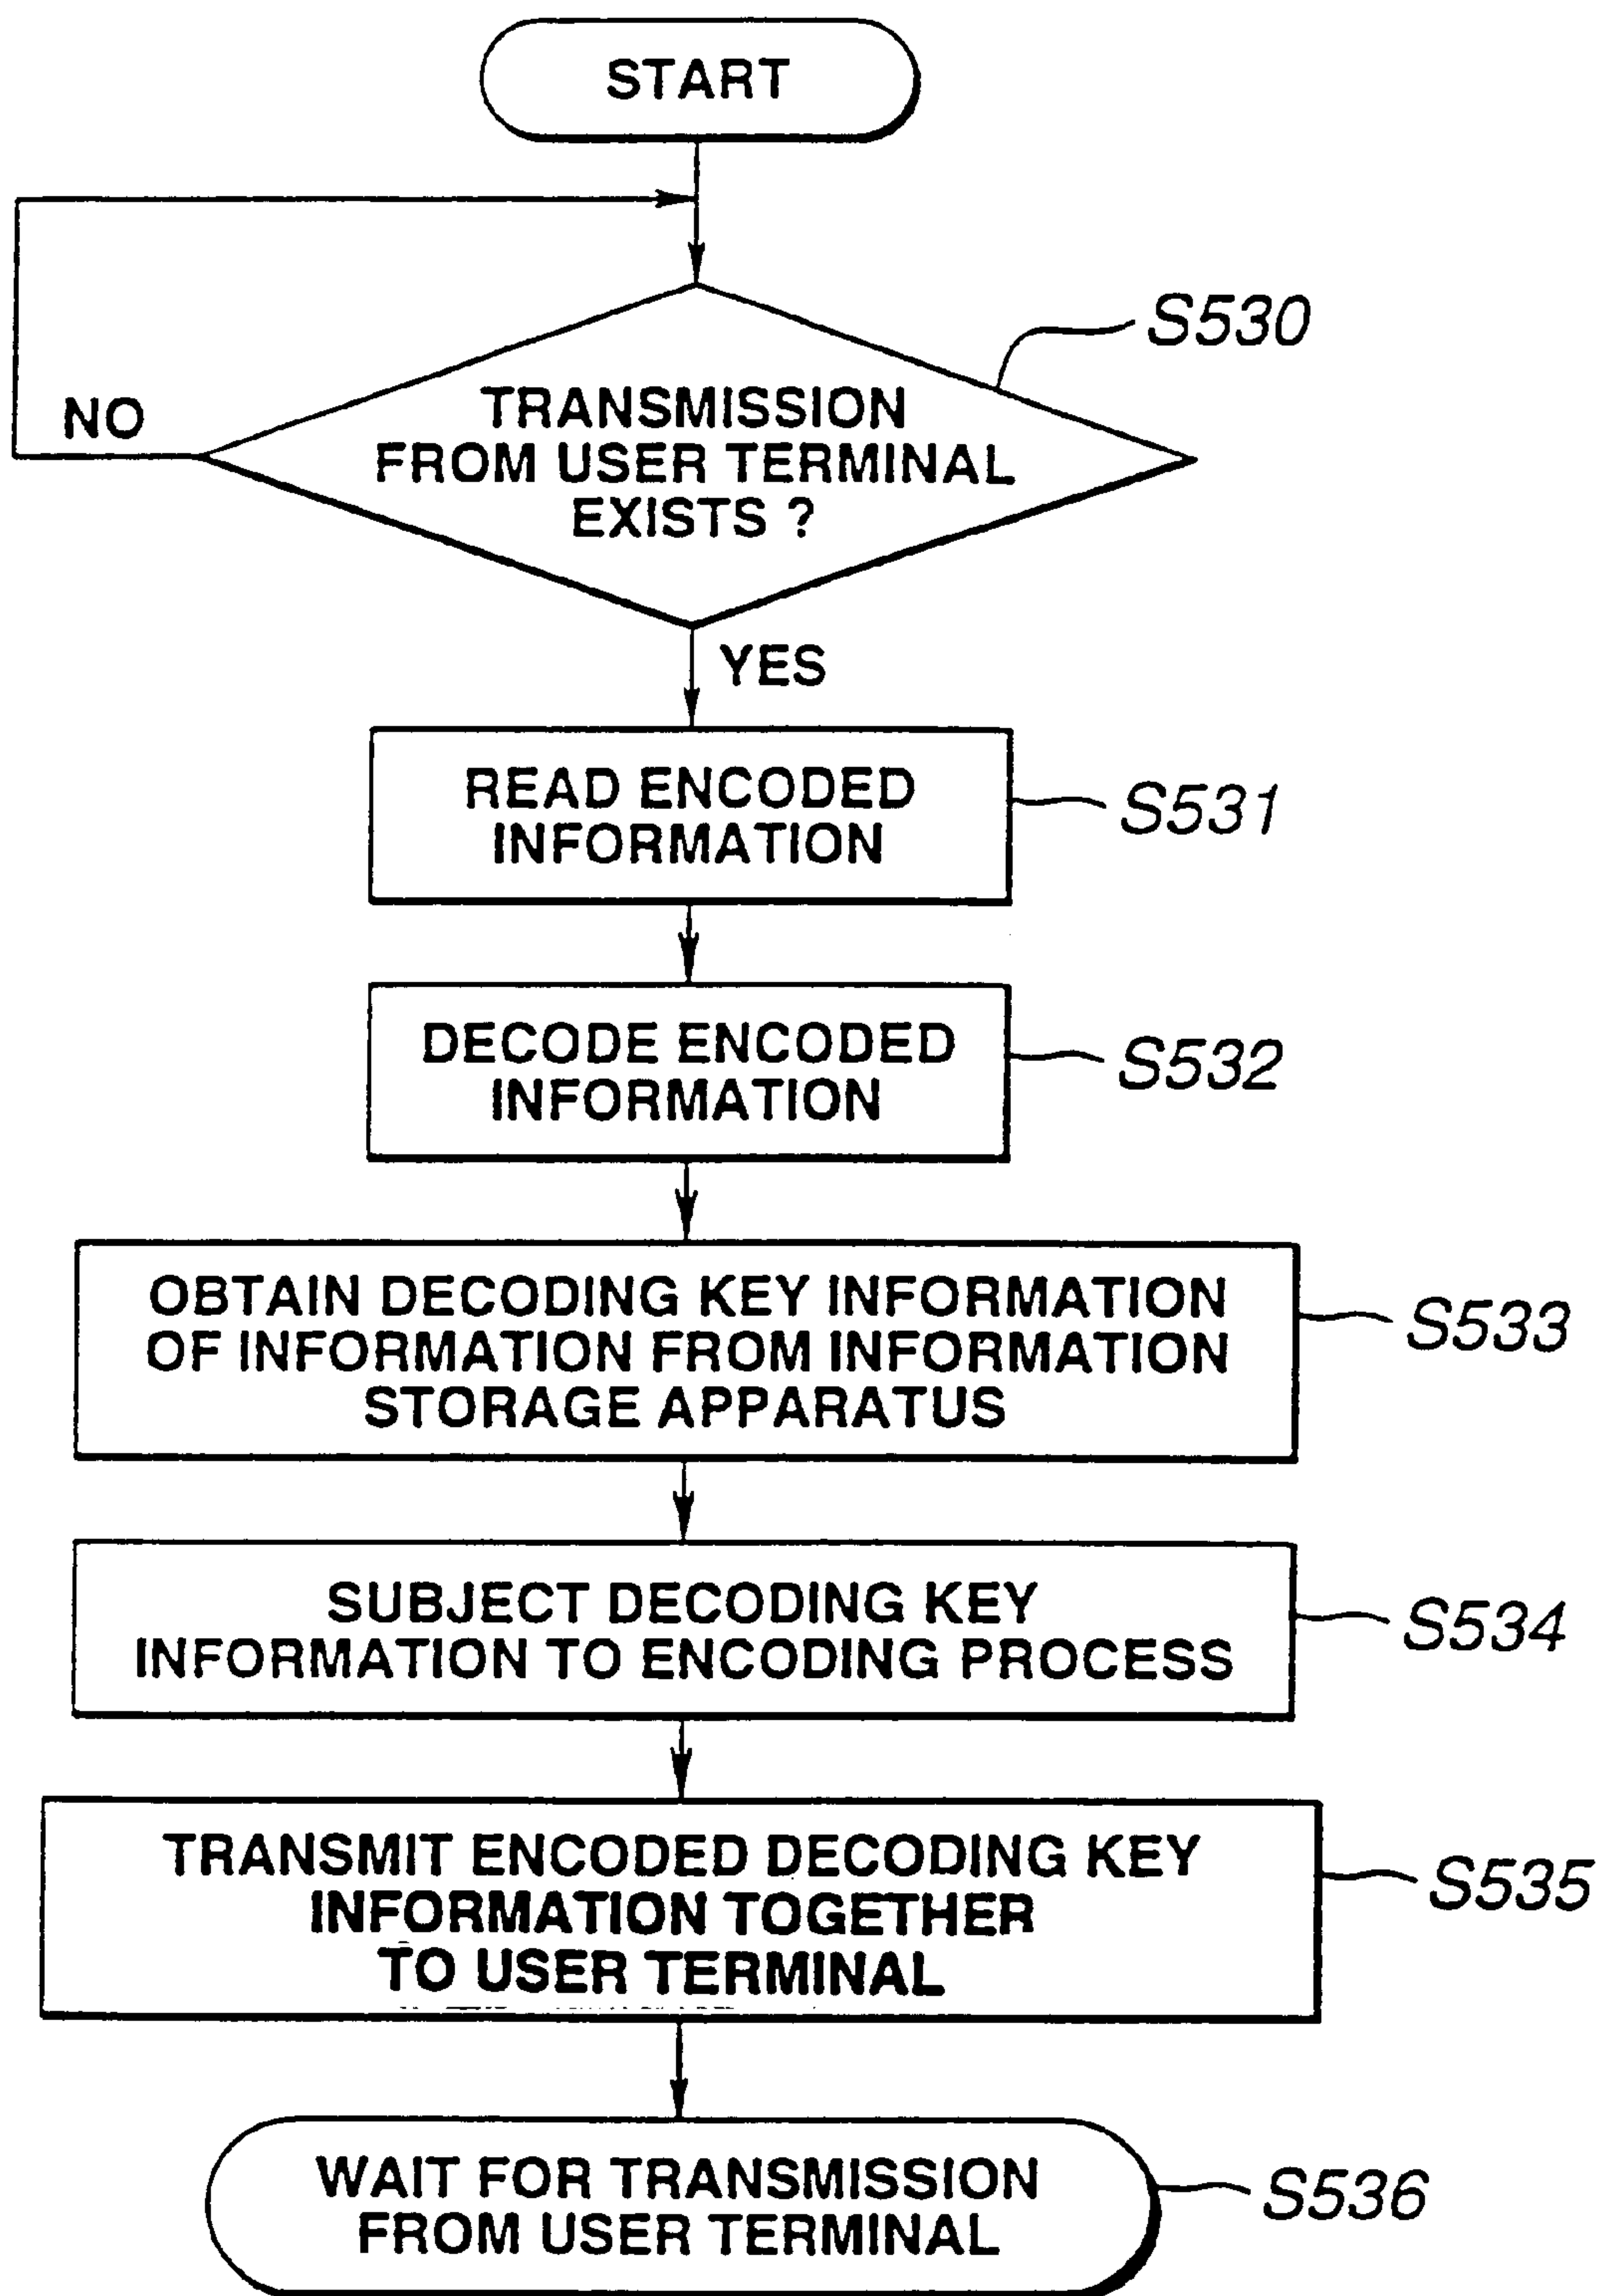 START
S530
TRANSMISSION
FROM USER TERMINAL
EXISTS ?
NO
YES
READ ENCODED
INFORMATION
S531
DECODE ENCODED
INFORMATION
S532
OBTAIN DECODING KEY INFORMATION
OF INFORMATION FROM INFORMATION
STORAGE APPARATUS
S533
SUBJECT DECODING KEY
INFORMATION TO ENCODING PROCESS
S534
TRANSMIT ENCODED DECODING KEY
INFORMATION TOGETHER
TO USER TERMINAL
S535
WAIT FOR TRANSMISSION
FROM USER TERMINAL
S536